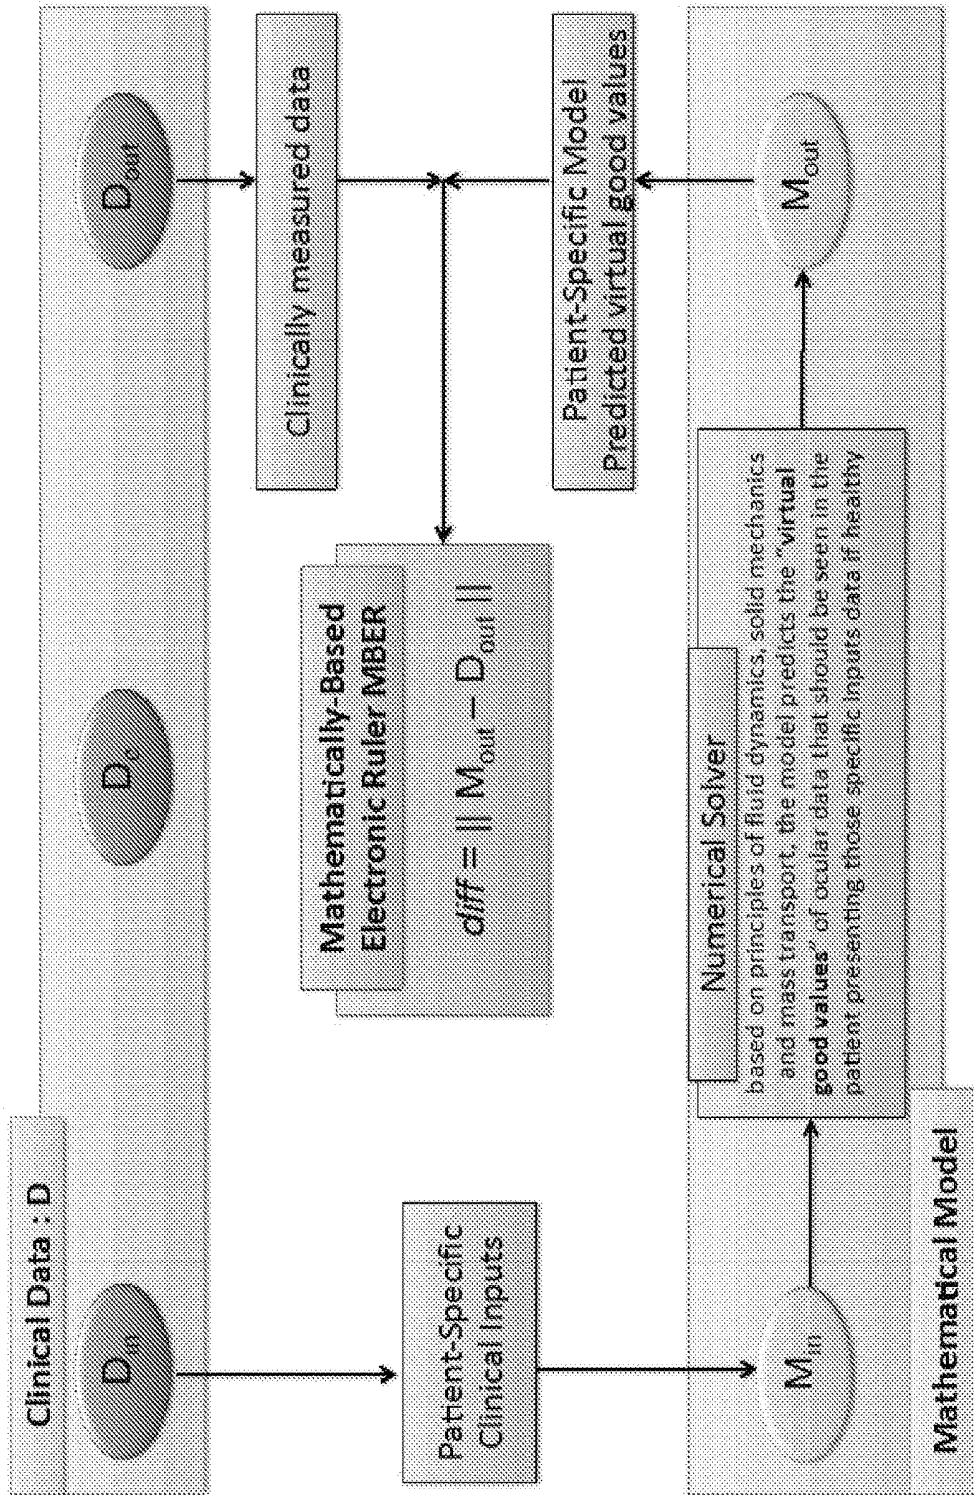 Clinical Data : D
D_in
D_c
D_out
Patient-Specific
Clinical Inputs
Mathematically-Based
Electronic Ruler MBER
diff = || M_out – D_out ||
Clinically measured data
Patient-Specific Model
Predicted virtual good values
Numerical Solver
based on principles of fluid dynamics, solid mechanics
and mass transport, the model predicts the "virtual
good values" of ocular data that should be seen in the
patient presenting those specific inputs data if healthy
M_in
M_out
Mathematical Model